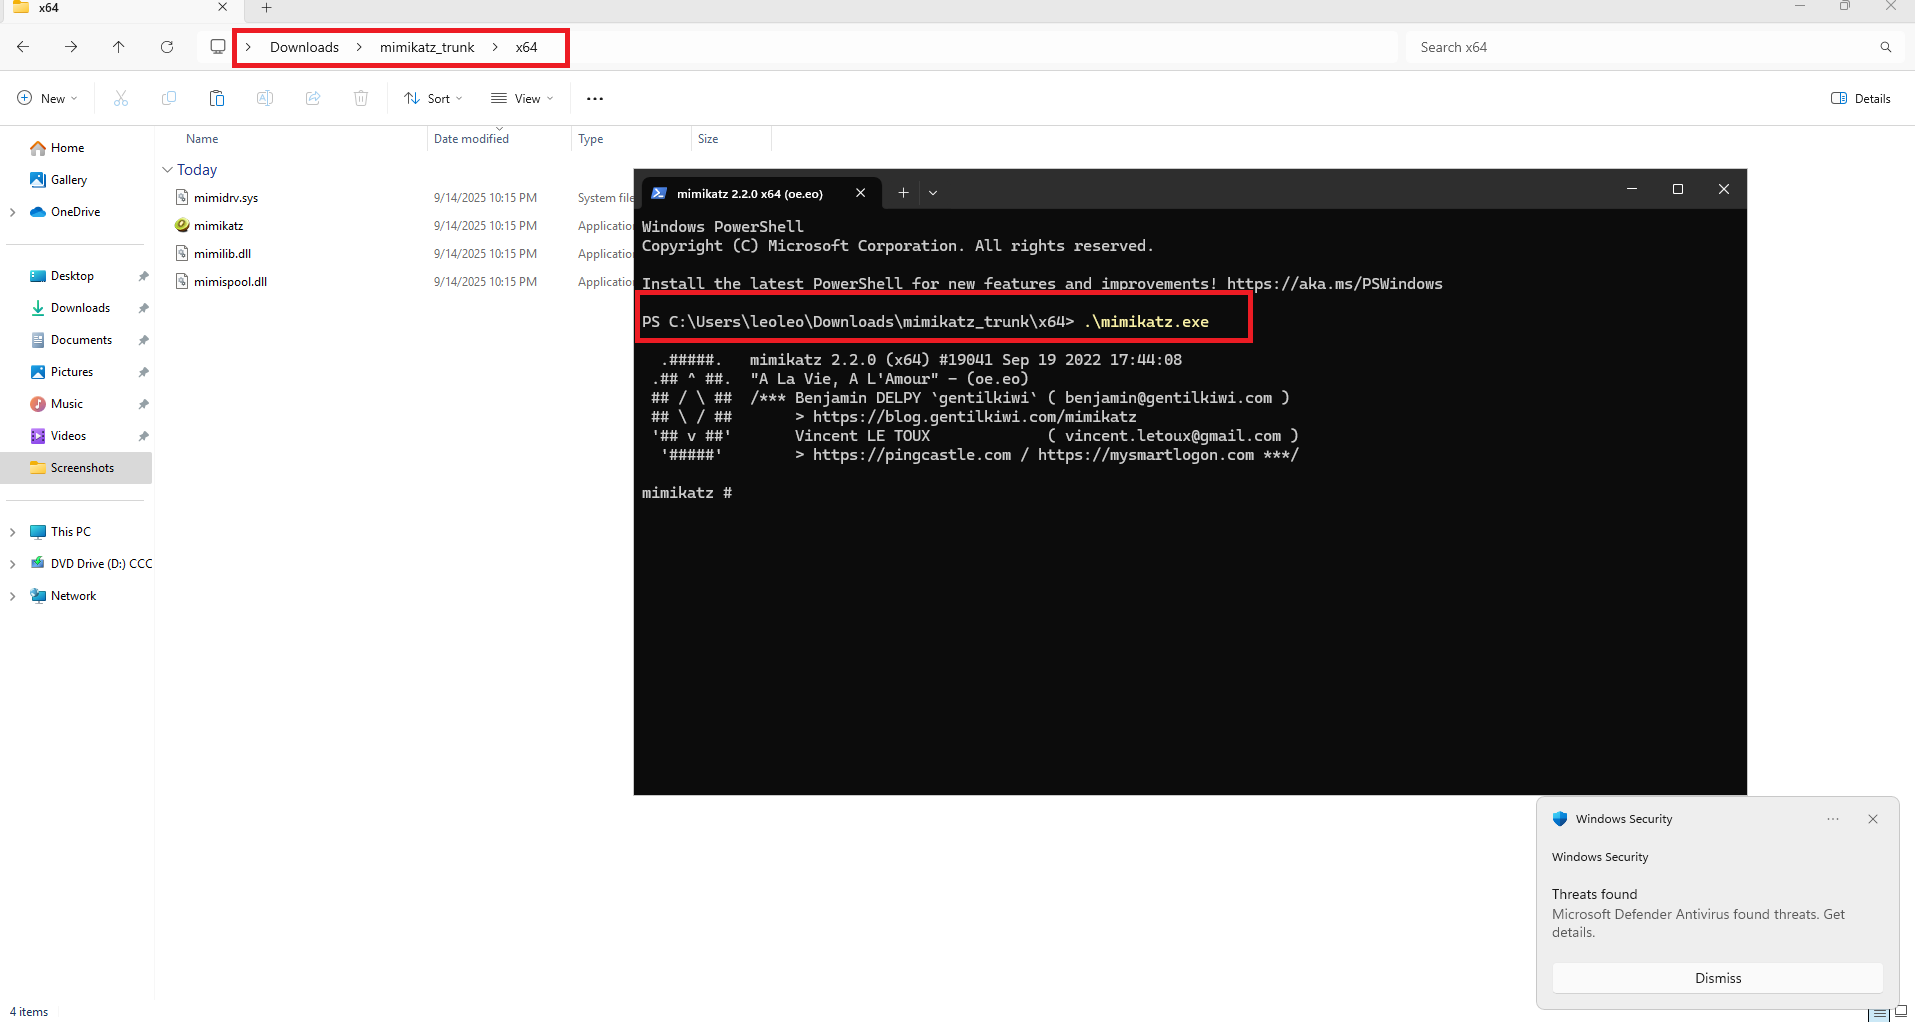 x64
Downloads > mimikatz_trunk > x64
Search x64
New
Sort
View
Details
Home
Gallery
OneDrive
Desktop
Downloads
Documents
Pictures
Music
Videos
Screenshots
This PC
DVD Drive (D:) CCC
Network
Name Date modified Type Size
Today
mimidrv.sys 9/14/2025 10:15 PM System file
mimikatz 9/14/2025 10:15 PM Applicatio
mimilib.dll 9/14/2025 10:15 PM Applicatio
mimispool.dll 9/14/2025 10:15 PM Applicatio
mimikatz 2.2.0 x64 (oe.eo)
Windows PowerShell
Copyright (C) Microsoft Corporation. All rights reserved.
Install the latest PowerShell for new features and improvements! https://aka.ms/PSWindows
PS C:\Users\leoleo\Downloads\mimikatz_trunk\x64> .\mimikatz.exe
  .#####.   mimikatz 2.2.0 (x64) #19041 Sep 19 2022 17:44:08
 .## ^ ##.  "A La Vie, A L'Amour" - (oe.eo)
 ## / \ ##  /*** Benjamin DELPY `gentilkiwi` ( benjamin@gentilkiwi.com )
 ## \ / ##       > https://blog.gentilkiwi.com/mimikatz
 '## v ##'       Vincent LE TOUX             ( vincent.letoux@gmail.com )
  '#####'        > https://pingcastle.com / https://mysmartlogon.com ***/
mimikatz #
Windows Security
Windows Security
Threats found
Microsoft Defender Antivirus found threats. Get
details.
Dismiss
4 items